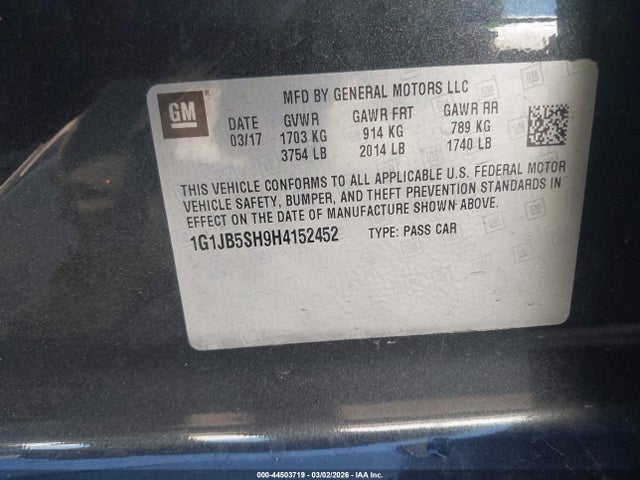 GM
MFD BY GENERAL MOTORS LLC
DATE GVWR GAWR FRT GAWR RR
03/17 1703 KG 914 KG 789 KG
3754 LB 2014 LB 1740 LB
THIS VEHICLE CONFORMS TO ALL APPLICABLE U.S. FEDERAL MOTOR
VEHICLE SAFETY, BUMPER, AND THEFT PREVENTION STANDARDS IN
EFFECT ON THE DATE OF MANUFACTURE SHOWN ABOVE.
1G1JB5SH9H4152452 TYPE: PASS CAR
000-44503719 - 03/02/2026 - IAA Inc.